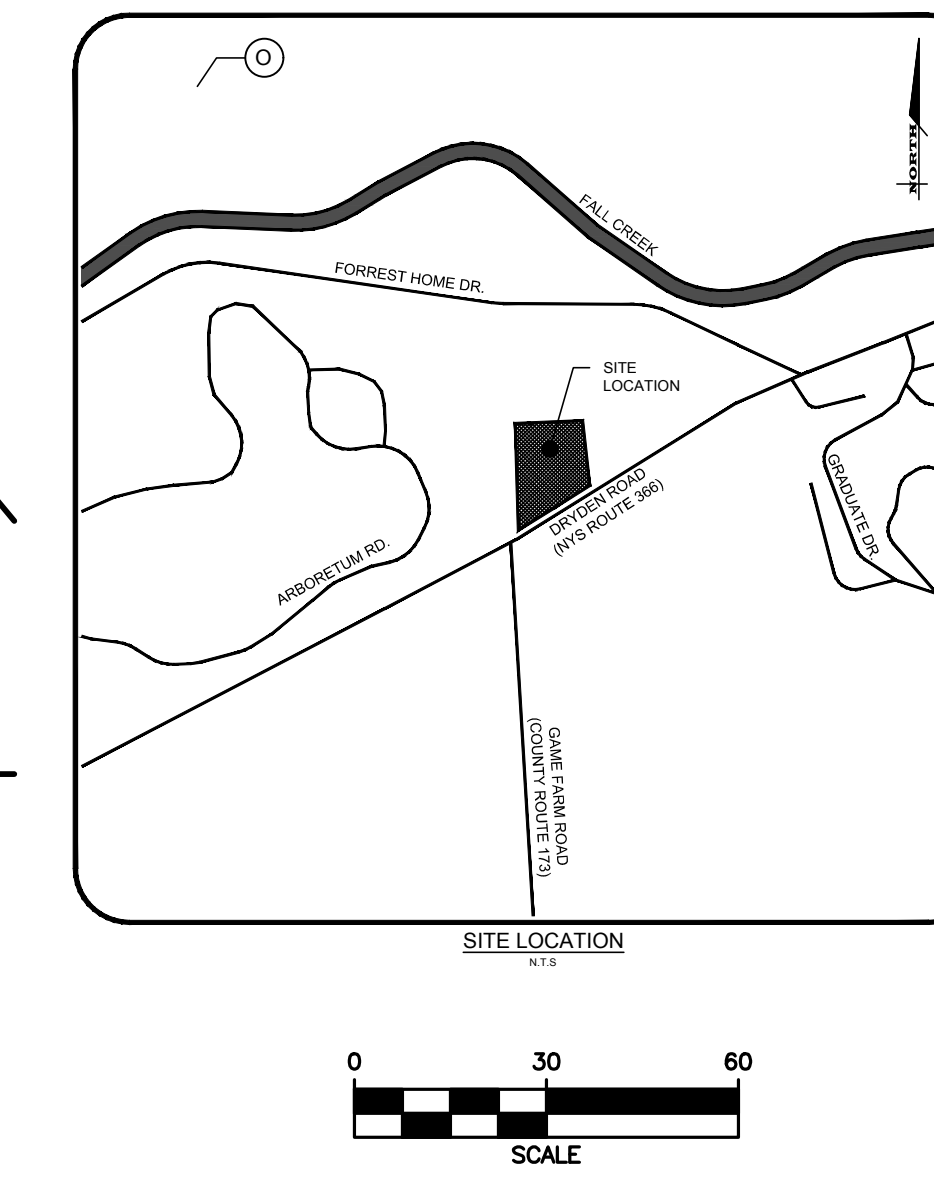 O
NORTH
FALL CREEK
FORREST HOME DR.
SITE
LOCATION
GRADUATE DR.
DRYDEN ROAD
(NYS ROUTE 366)
ARBORETUM RD.
GAME FARM ROAD
(COUNTY ROUTE 173)
SITE LOCATION
N.T.S
0 30 60
SCALE